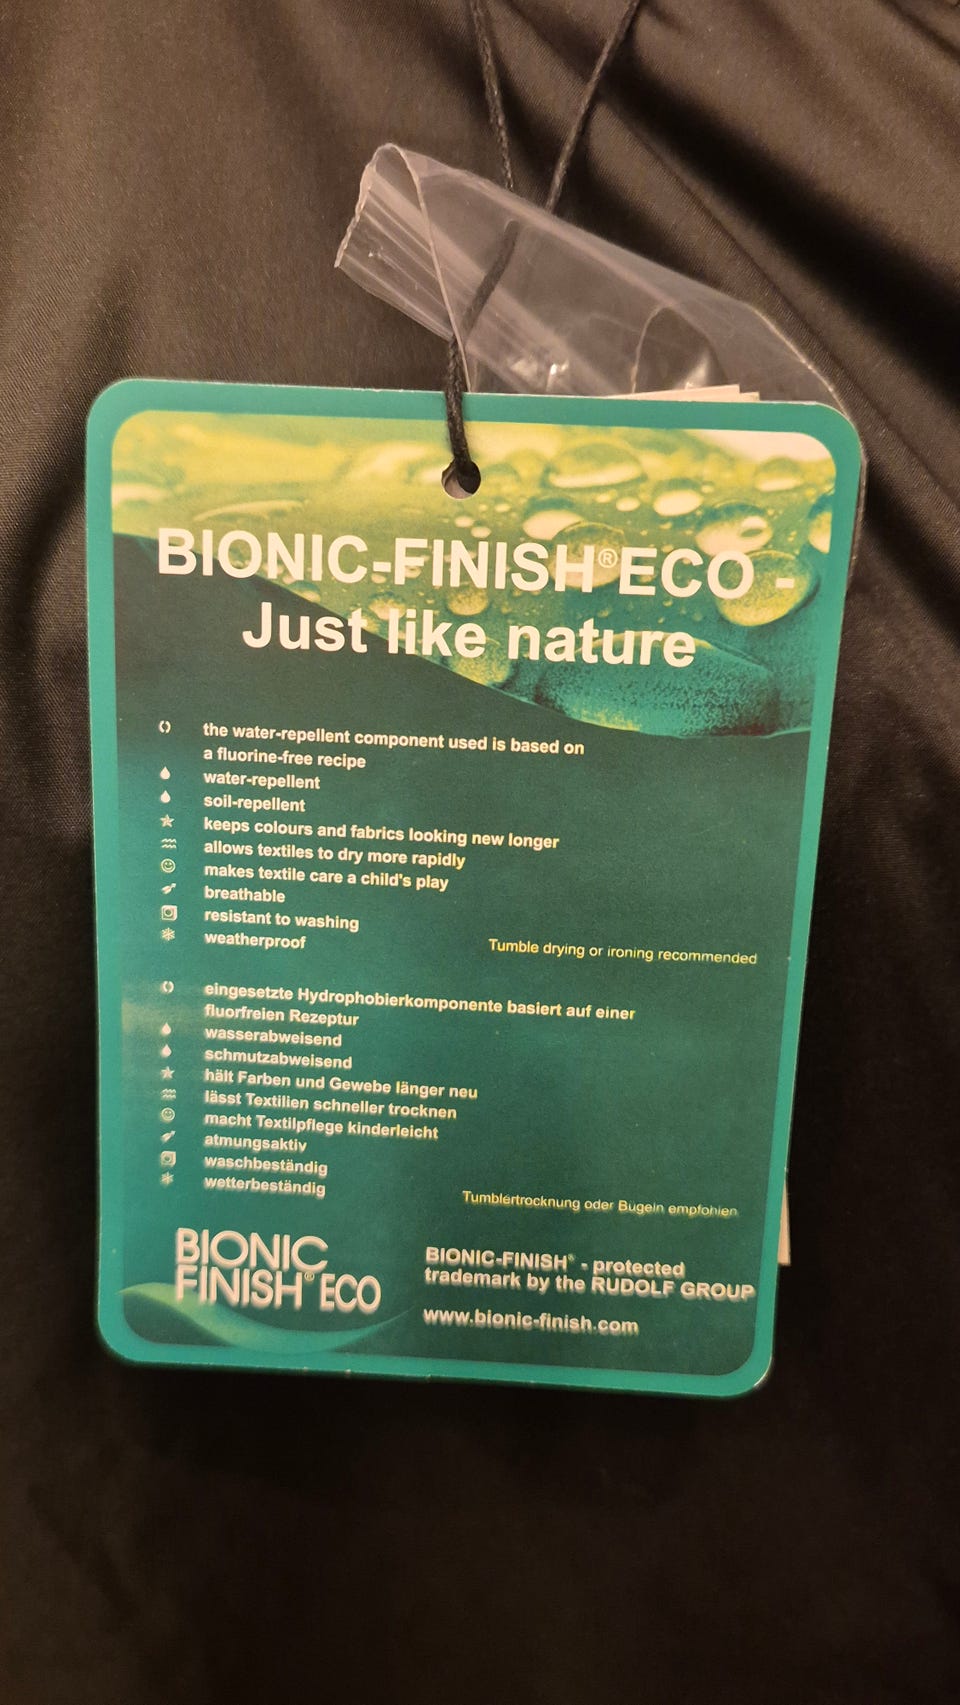 BIONIC-FINISH®ECO -
Just like nature
the water-repellent component used is based on
a fluorine-free recipe
water-repellent
soil-repellent
keeps colours and fabrics looking new longer
allows textiles to dry more rapidly
makes textile care a child's play
breathable
resistant to washing
weatherproof
Tumble drying or ironing recommended
eingesetzte Hydrophobierkomponente basiert auf einer
fluorfreien Rezeptur
wasserabweisend
schmutzabweisend
hält Farben und Gewebe länger neu
lässt Textilien schneller trocknen
macht Textilpflege kinderleicht
atmungsaktiv
waschbeständig
wetterbeständig
Tumblertrocknung oder Bügeln empfohlen
BIONIC
FINISH® ECO
BIONIC-FINISH® - protected
trademark by the RUDOLF GROUP
www.bionic-finish.com